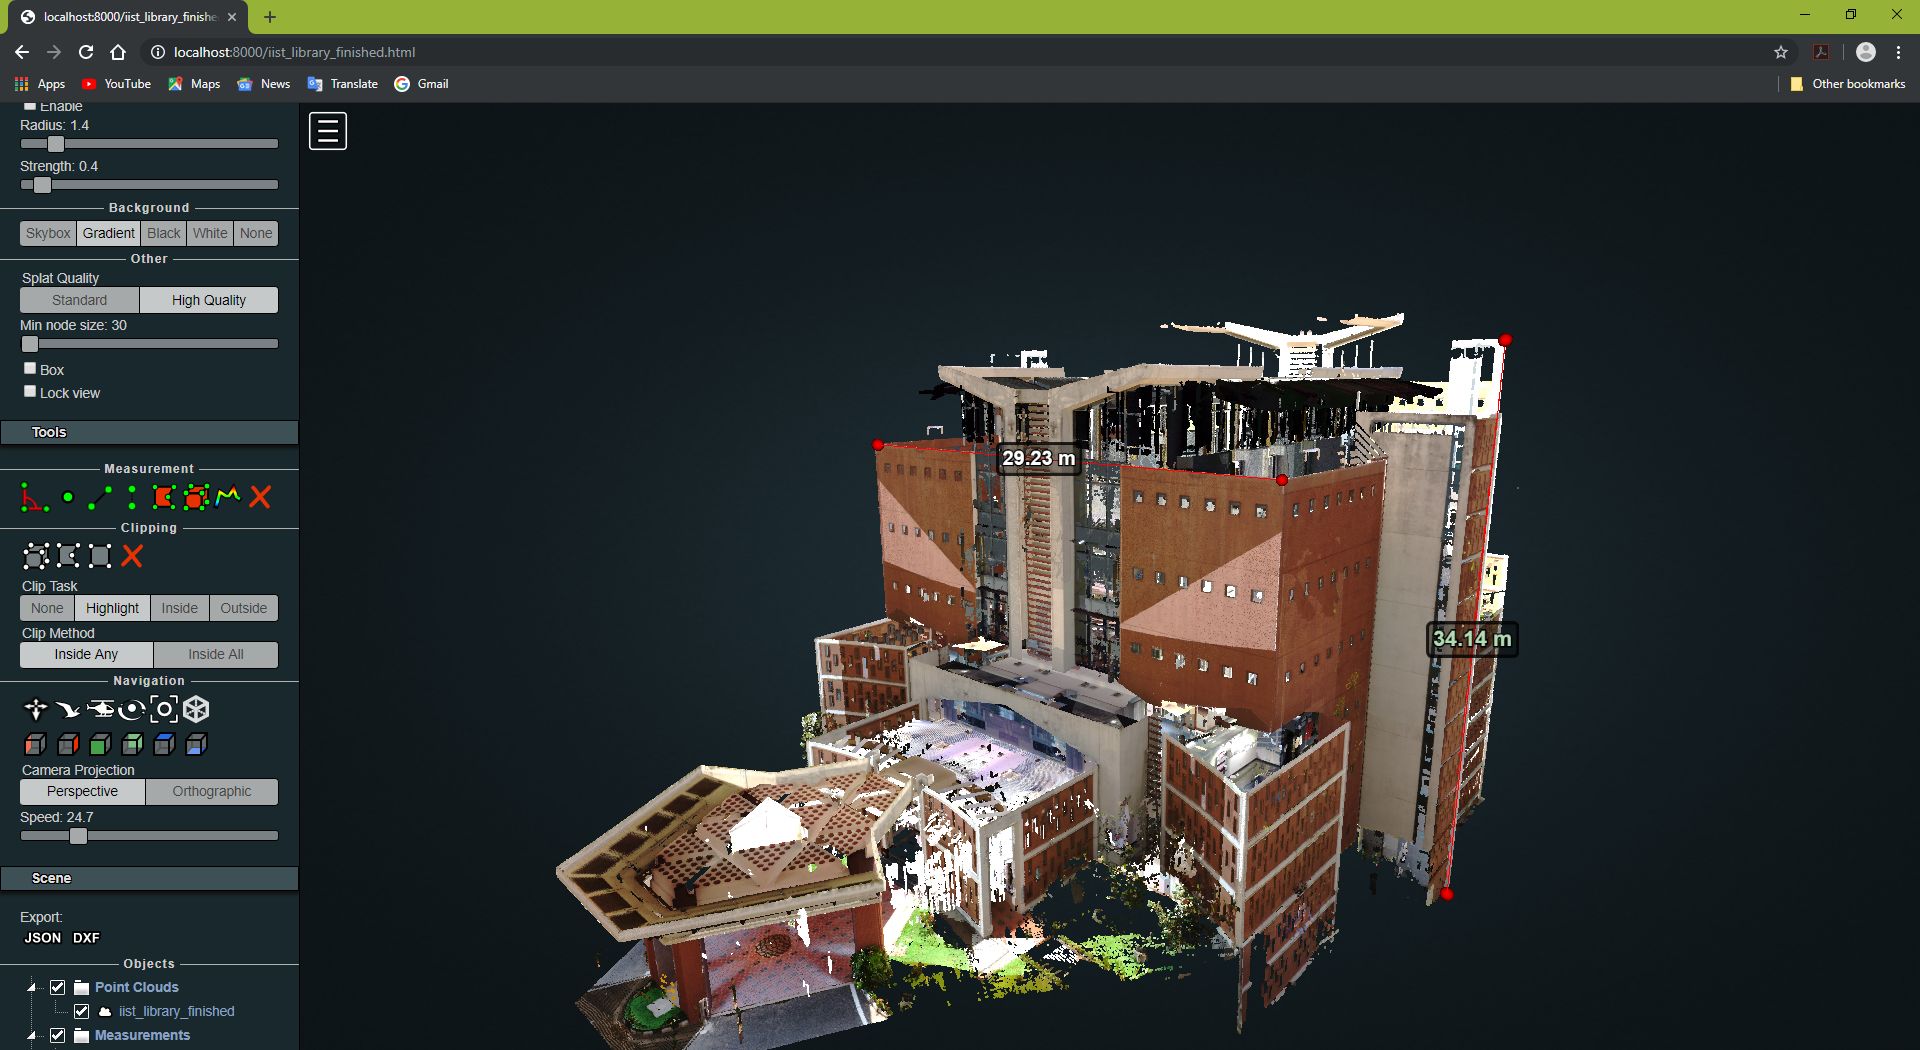 localhost:8000/iist_library_finishe
localhost:8000/iist_library_finished.html
Apps YouTube Maps News Translate Gmail Other bookmarks
Enable
Radius: 1.4
Strength: 0.4
Background
Skybox Gradient Black White None
Other
Splat Quality
Standard High Quality
Min node size: 30
Box
Lock view
Tools
Measurement
Clipping
Clip Task
None Highlight Inside Outside
Clip Method
Inside Any Inside All
Navigation
Camera Projection
Perspective Orthographic
Speed: 24.7
Scene
Export:
JSON DXF
Objects
Point Clouds
iist_library_finished
Measurements
29.23 m
34.14 m